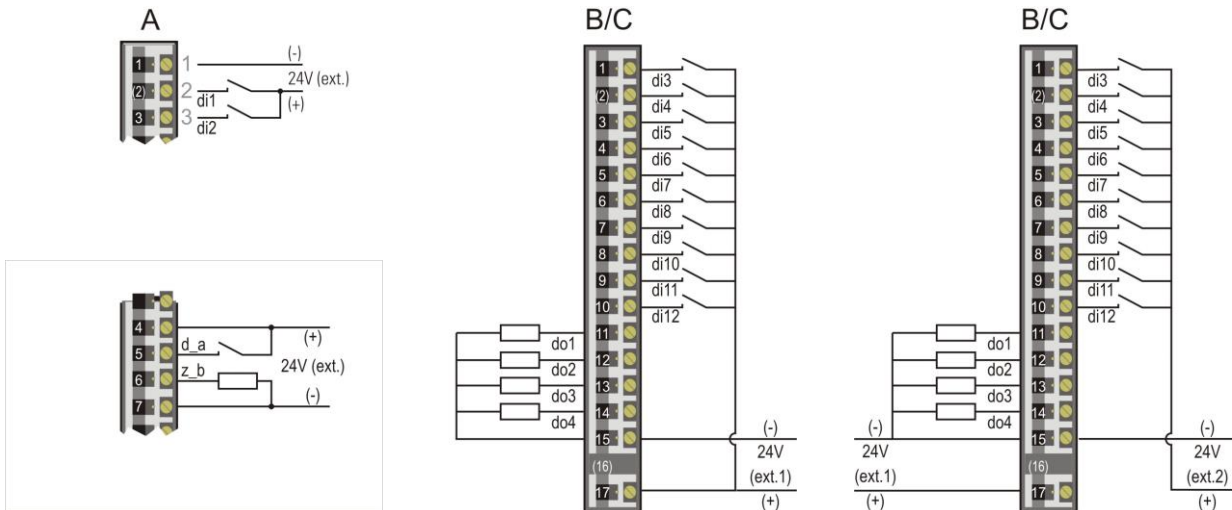 A
1 1 (-)
24V (ext.)
(2) 2 di1 (+)
3 3 di2
4 (+)
5 d_a
24V (ext.)
6 z_b
7 (-)
B/C
1 di3
(2) di4
3 di5
4 di6
5 di7
6 di8
7 di9
8 di10
9 di11
10 di12
do1 11
do2 12
do3 13
do4 14
15 (-)
24V
(16) (ext.1)
17 (+)
B/C
1 di3
(2) di4
3 di5
4 di6
5 di7
6 di8
7 di9
8 di10
9 di11
10 di12
do1 11
do2 12
do3 13
do4 14
(-) 15 (-)
24V 24V
(ext.1) (16) (ext.2)
(+) 17 (+)